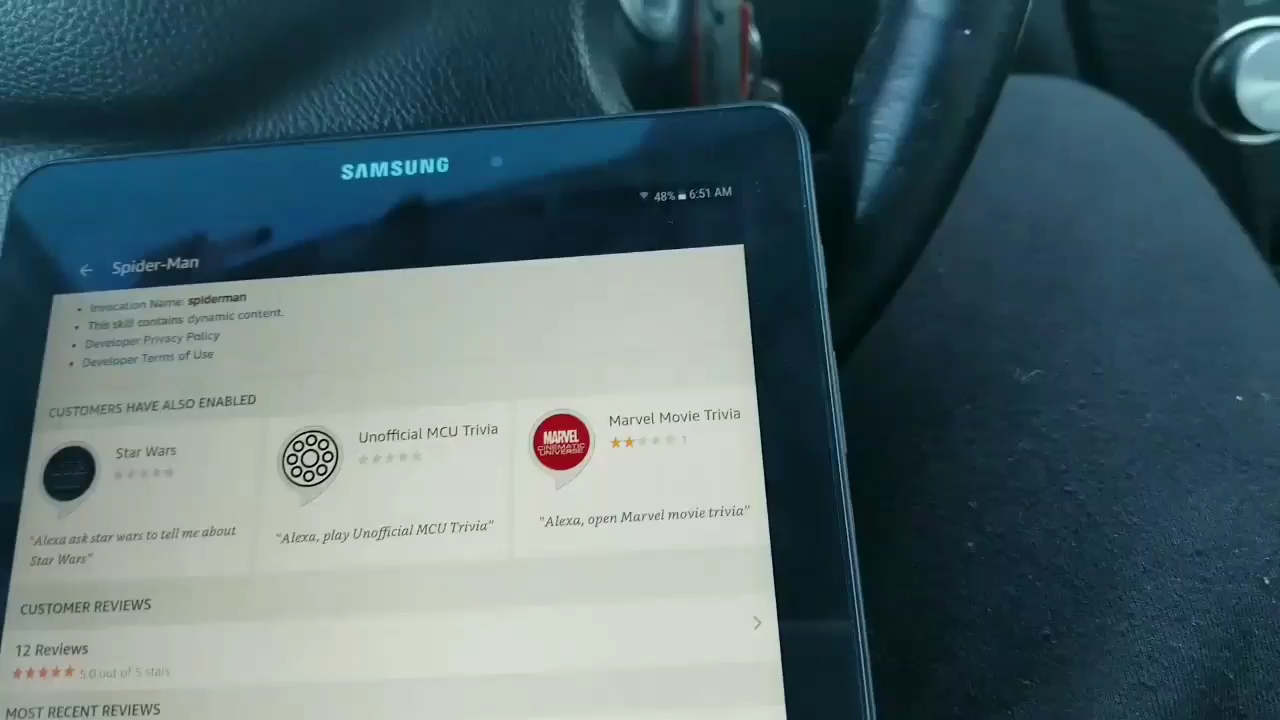 SAMSUNG
48% 6:51 AM
Spider-Man
Invocation Name: spiderman
This skill contains dynamic content.
Developer Privacy Policy
Developer Terms of Use
CUSTOMERS HAVE ALSO ENABLED
Star Wars
"Alexa ask star wars to tell me about
Star Wars"
Unofficial MCU Trivia
"Alexa, play Unofficial MCU Trivia"
MARVEL
CINEMATIC
UNIVERSE
Marvel Movie Trivia
1
"Alexa, open Marvel movie trivia"
CUSTOMER REVIEWS
12 Reviews
5.0 out of 5 stars
MOST RECENT REVIEWS